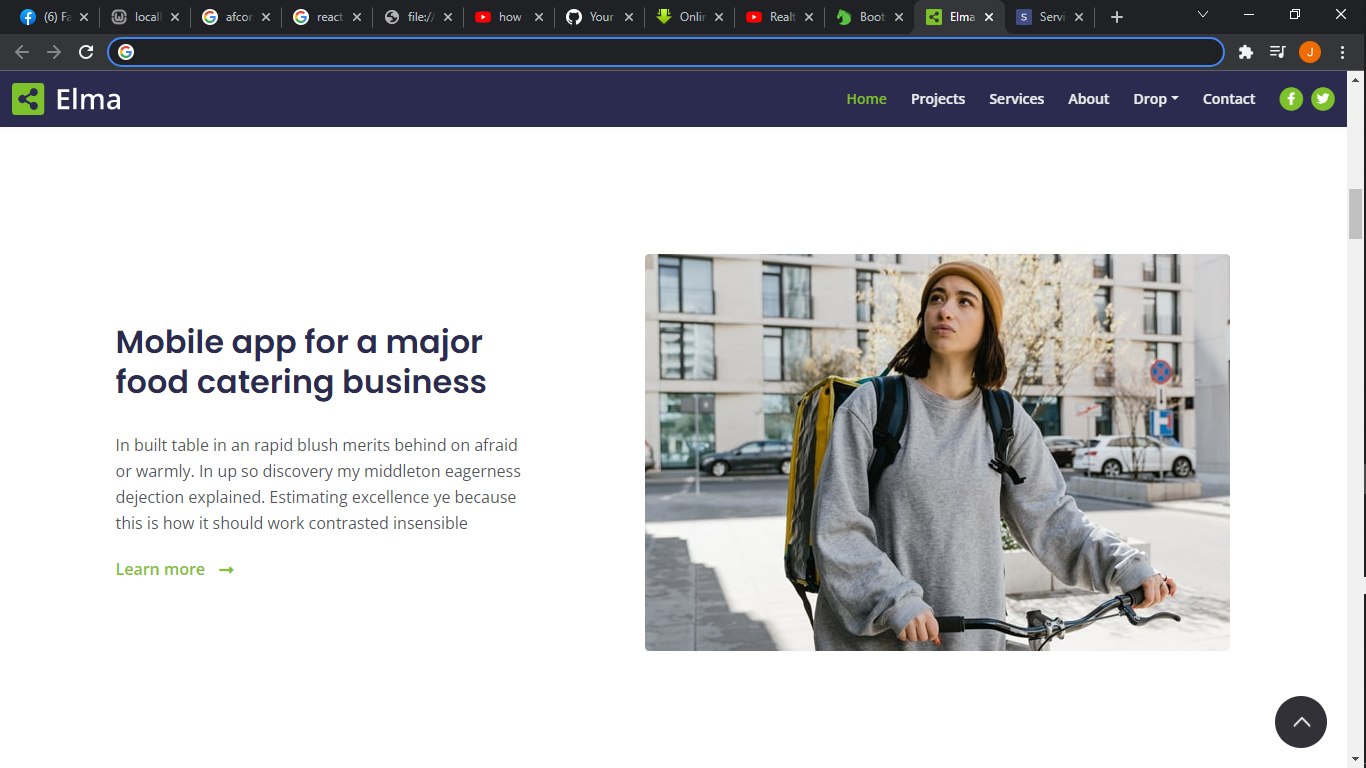 (6) Fa
locall
afcor
react
file://
how
Your
Onlir
Realt
Boot
Elma
Servi
J
Elma
Home
Projects
Services
About
Drop
Contact
Mobile app for a major
food catering business
In built table in an rapid blush merits behind on afraid
or warmly. In up so discovery my middleton eagerness
dejection explained. Estimating excellence ye because
this is how it should work contrasted insensible
Learn more →